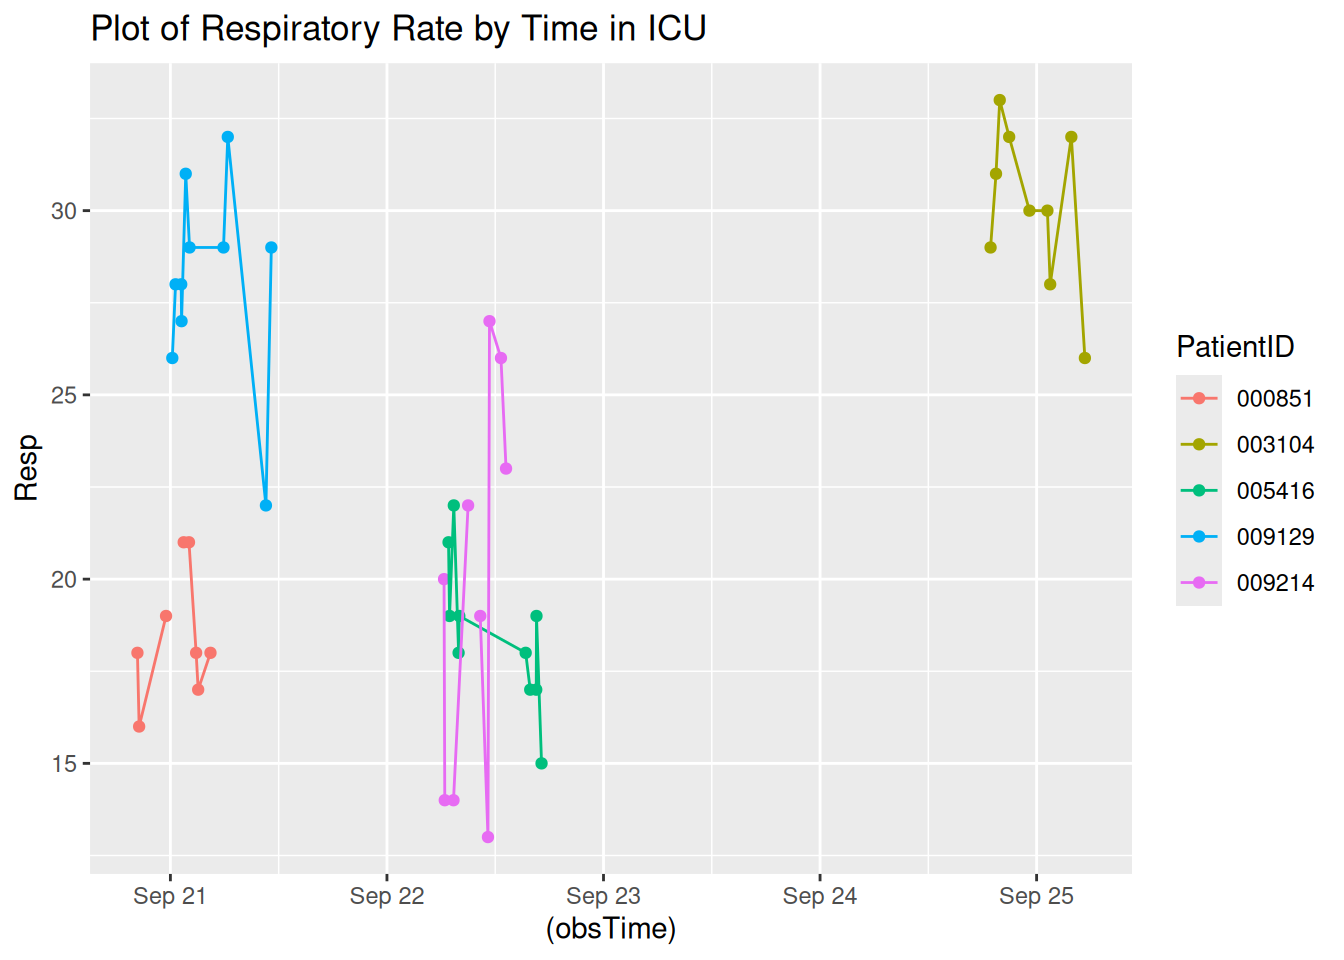 Plot of Respiratory Rate by Time in ICU
30
25
20
15
Resp
Sep 21
Sep 22
Sep 23
Sep 24
Sep 25
(obsTime)
PatientID
000851
003104
005416
009129
009214